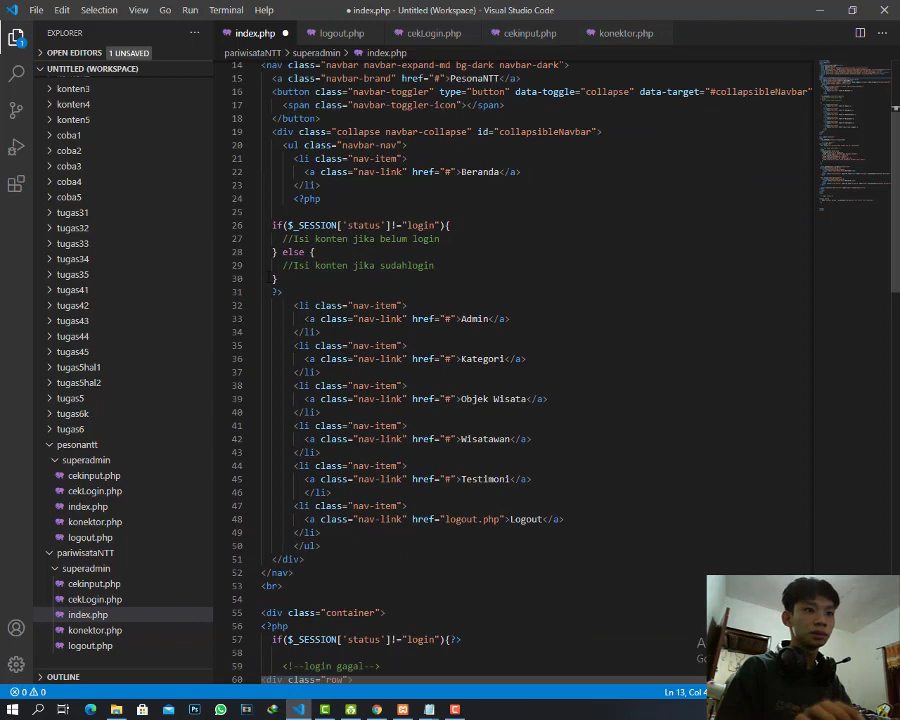 File Edit Selection View Go Run Terminal Help ● index.php - Untitled (Workspace) - Visual Studio Code
EXPLORER ···
index.php ● logout.php cekLogin.php cekinput.php konektor.php
pariwisataNTT > superadmin > index.php
OPEN EDITORS 1 UNSAVED
UNTITLED (WORKSPACE)
konten3
konten4
konten5
coba1
coba2
coba3
coba4
coba5
tugas31
tugas32
tugas33
tugas34
tugas35
tugas41
tugas42
tugas43
tugas44
tugas45
tugas5hal1
tugas5hal2
tugas5
tugas6k
tugas6
pesonantt
superadmin
cekinput.php
cekLogin.php
index.php
konektor.php
logout.php
pariwisataNTT
superadmin
cekinput.php
cekLogin.php
index.php
konektor.php
logout.php
OUTLINE
14 <nav class="navbar navbar-expand-md bg-dark navbar-dark">
15 <a class="navbar-brand" href="#">PesonaNTT</a>
16 <button class="navbar-toggler" type="button" data-toggle="collapse" data-target="#collapsibleNavbar"
17 <span class="navbar-toggler-icon"></span>
18 </button>
19 <div class="collapse navbar-collapse" id="collapsibleNavbar">
20 <ul class="navbar-nav">
21 <li class="nav-item">
22 <a class="nav-link" href="#">Beranda</a>
23 </li>
24 <?php
25
26 if($_SESSION['status']!="login"){
27 //Isi konten jika belum login
28 } else {
29 //Isi konten jika sudahlogin
30 }
31 ?>
32 <li class="nav-item">
33 <a class="nav-link" href="#">Admin</a>
34 </li>
35 <li class="nav-item">
36 <a class="nav-link" href="#">Kategori</a>
37 </li>
38 <li class="nav-item">
39 <a class="nav-link" href="#">Objek Wisata</a>
40 </li>
41 <li class="nav-item">
42 <a class="nav-link" href="#">Wisatawan</a>
43 </li>
44 <li class="nav-item">
45 <a class="nav-link" href="#">Testimoni</a>
46 </li>
47 <li class="nav-item">
48 <a class="nav-link" href="logout.php">Logout</a>
49 </li>
50 </ul>
51 </div>
52 </nav>
53 <br>
54
55 <div class="container">
56 <?php
57 if($_SESSION['status']!="login"){?>
58
59 <!--login gagal-->
60 <div class="row">
0 0